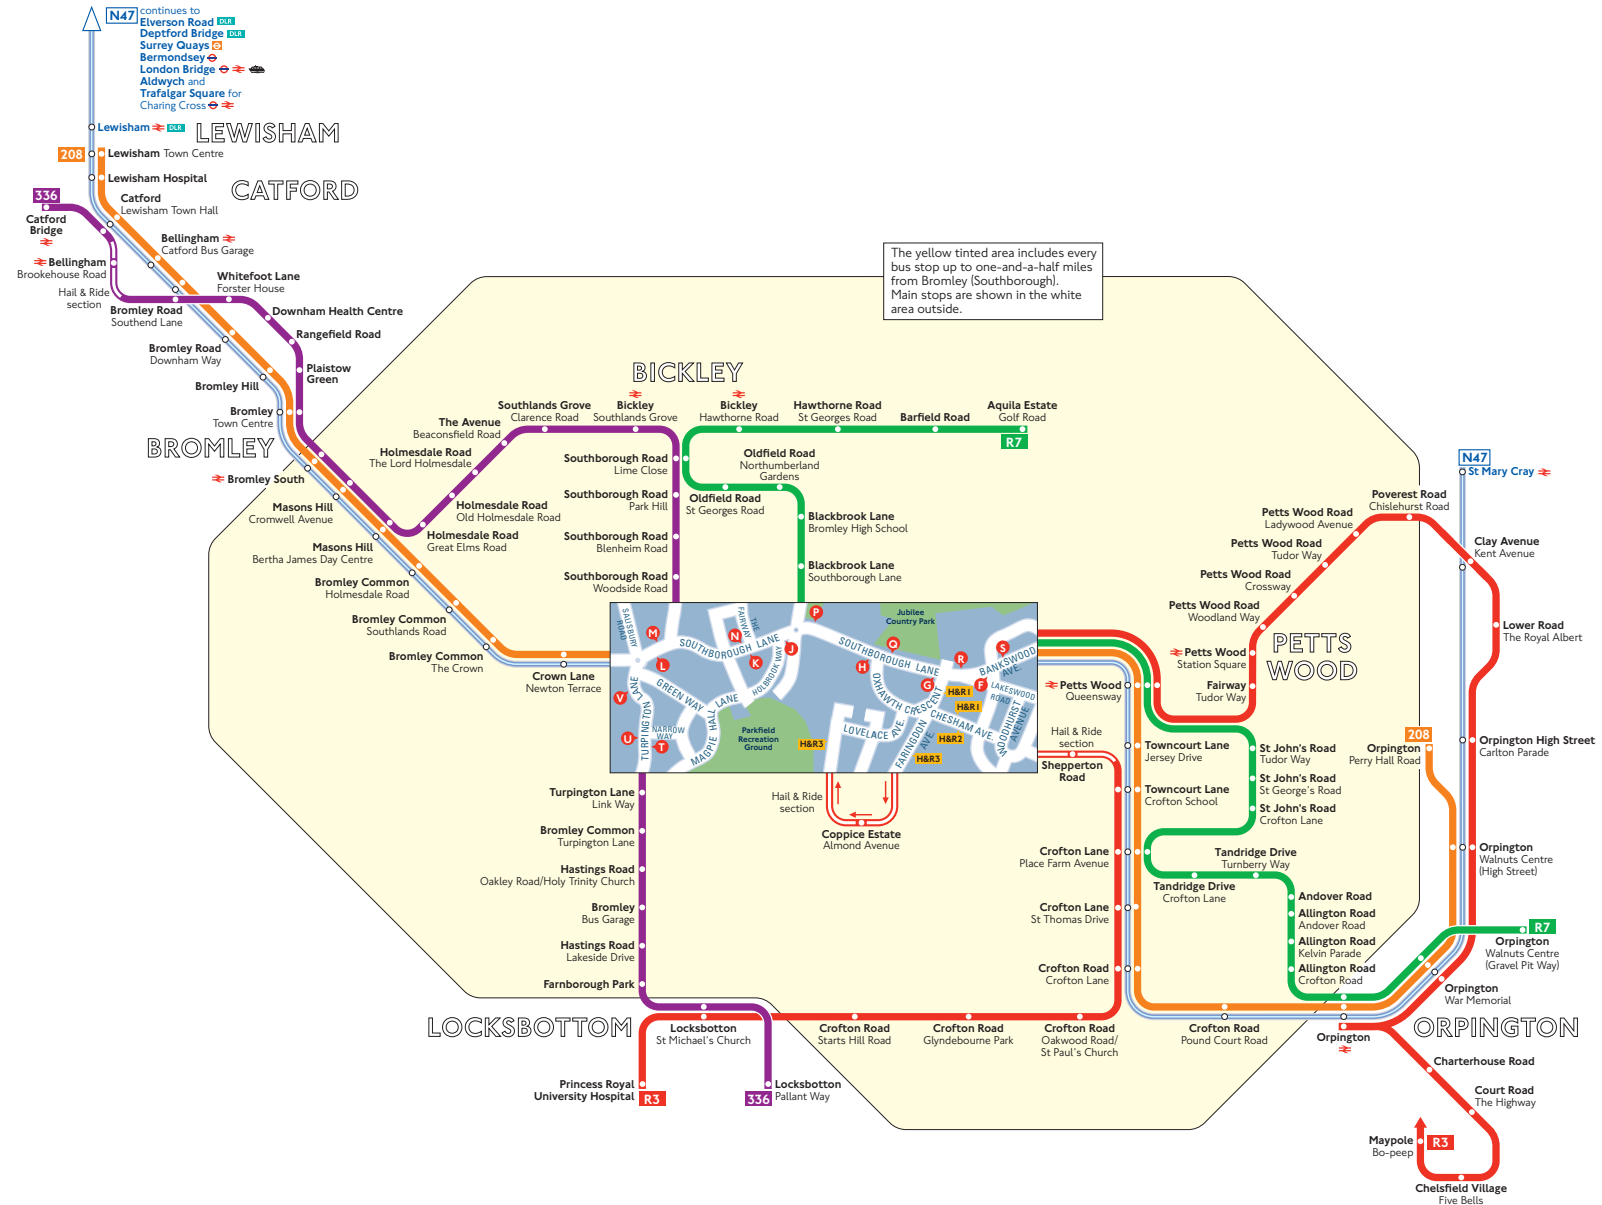 N47
continues to
Elverson Road DLR
Deptford Bridge DLR
Surrey Quays
Bermondsey
London Bridge
Aldwych and
Trafalgar Square for
Charing Cross
Lewisham DLR
LEWISHAM
208
Lewisham Town Centre
Lewisham Hospital
CATFORD
336
Catford
Bridge
Catford
Lewisham Town Hall
Bellingham
Catford Bus Garage
Bellingham
Brookehouse Road
Hail & Ride
section
Whitefoot Lane
Forster House
Bromley Road
Southend Lane
Downham Health Centre
Rangefield Road
Bromley Road
Downham Way
Plaistow
Green
Bromley Hill
Bromley
Town Centre
BROMLEY
Bromley South
Masons Hill
Cromwell Avenue
Masons Hill
Bertha James Day Centre
Bromley Common
Holmesdale Road
Bromley Common
Southlands Road
Bromley Common
The Crown
Crown Lane
Newton Terrace
The yellow tinted area includes every
bus stop up to one-and-a-half miles
from Bromley (Southborough).
Main stops are shown in the white
area outside.
BICKLEY
Southlands Grove
Clarence Road
Bickley
Southlands Grove
Bickley
Hawthorne Road
Hawthorne Road
St Georges Road
Barfield Road
Aquila Estate
Golf Road
R7
The Avenue
Beaconsfield Road
Holmesdale Road
The Lord Holmesdale
Holmesdale Road
Old Holmesdale Road
Holmesdale Road
Great Elms Road
Southborough Road
Lime Close
Southborough Road
Park Hill
Southborough Road
Blenheim Road
Southborough Road
Woodside Road
Oldfield Road
Northumberland
Gardens
Oldfield Road
St Georges Road
Blackbrook Lane
Bromley High School
Blackbrook Lane
Southborough Lane
SALISBURY
ROAD
THE
FAIRWAY
SOUTHBOROUGH LANE
HOLBROOK WAY
SOUTHBOROUGH LANE
Jubilee
Country Park
BANKSWOOD
AVE.
LAKESWOOD
ROAD
OXHAWTH CRESCENT
CHESHAM AVE.
WOODHURST
AVENUE
LOVELACE AVE.
FARINGDON
AVE.
GREEN WAY
LANE
MAGPIE HALL
NARROW
WAY
TURPINGTON LANE
Parkfield
Recreation
Ground
M
L
N
K
J
P
Q
H
G
R
F
S
V
U
T
H&R1
H&R1
H&R2
H&R3
H&R3
Hail & Ride
section
Coppice Estate
Almond Avenue
Turpington Lane
Link Way
Bromley Common
Turpington Lane
Hastings Road
Oakley Road/Holy Trinity Church
Bromley
Bus Garage
Hastings Road
Lakeside Drive
Farnborough Park
LOCKSBOTTOM
Locksbotton
St Michael's Church
Princess Royal
University Hospital
R3
336
Locksbotton
Pallant Way
Crofton Road
Starts Hill Road
Crofton Road
Glyndebourne Park
Crofton Road
Oakwood Road/
St Paul's Church
Crofton Road
Pound Court Road
Hail & Ride
section
Shepperton
Road
Petts Wood
Queensway
Towncourt Lane
Jersey Drive
Towncourt Lane
Crofton School
Crofton Lane
Place Farm Avenue
Crofton Lane
St Thomas Drive
Crofton Road
Crofton Lane
PETTS
WOOD
Poverest Road
Chislehurst Road
Petts Wood Road
Ladywood Avenue
Petts Wood Road
Tudor Way
Petts Wood Road
Crossway
Petts Wood Road
Woodland Way
Petts Wood
Station Square
Fairway
Tudor Way
St John's Road
Tudor Way
St John's Road
St George's Road
St John's Road
Crofton Lane
Tandridge Drive
Turnberry Way
Tandridge Drive
Crofton Lane
Andover Road
Allington Road
Andover Road
Allington Road
Kelvin Parade
Allington Road
Crofton Road
N47
St Mary Cray
Clay Avenue
Kent Avenue
Lower Road
The Royal Albert
208
Orpington
Perry Hall Road
Orpington High Street
Carlton Parade
Orpington
Walnuts Centre
(High Street)
R7
Orpington
Walnuts Centre
(Gravel Pit Way)
Orpington
War Memorial
ORPINGTON
Orpington
Charterhouse Road
Court Road
The Highway
Maypole
Bo-peep
R3
Chelsfield Village
Five Bells